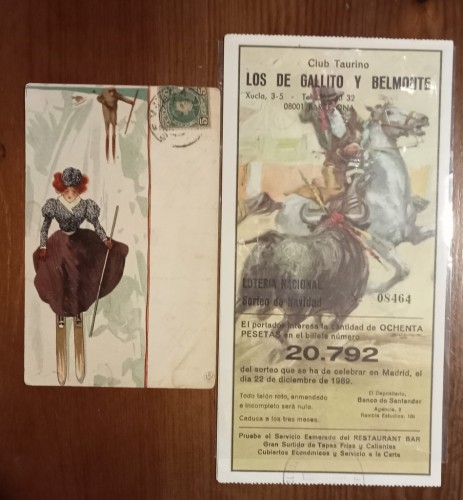 5
Club Taurino
LOS DE GALLITO Y BELMONTE
Xucla, 3-5 - 32
08001 BARCELONA
LOTERIA NACIONAL
Sorteo de Navidad
08464
El portador interesa la cantidad de OCHENTA
PESETAS en el billete número
20.792
del sorteo que se ha de celebrar en Madrid, el
día 22 de diciembre de 1989.
Todo talón roto, enmendado
e incompleto será nulo.
Caduca a los tres meses.
El Depositario,
Banco de Santander
Agencia, 2
Rambla Estudios,
Pruebe el Servicio Esmerado del RESTAURANT BAR
Gran Surtido de Tapas Frías y Calientes
Cubiertos Económicos y Servicio a la Carta